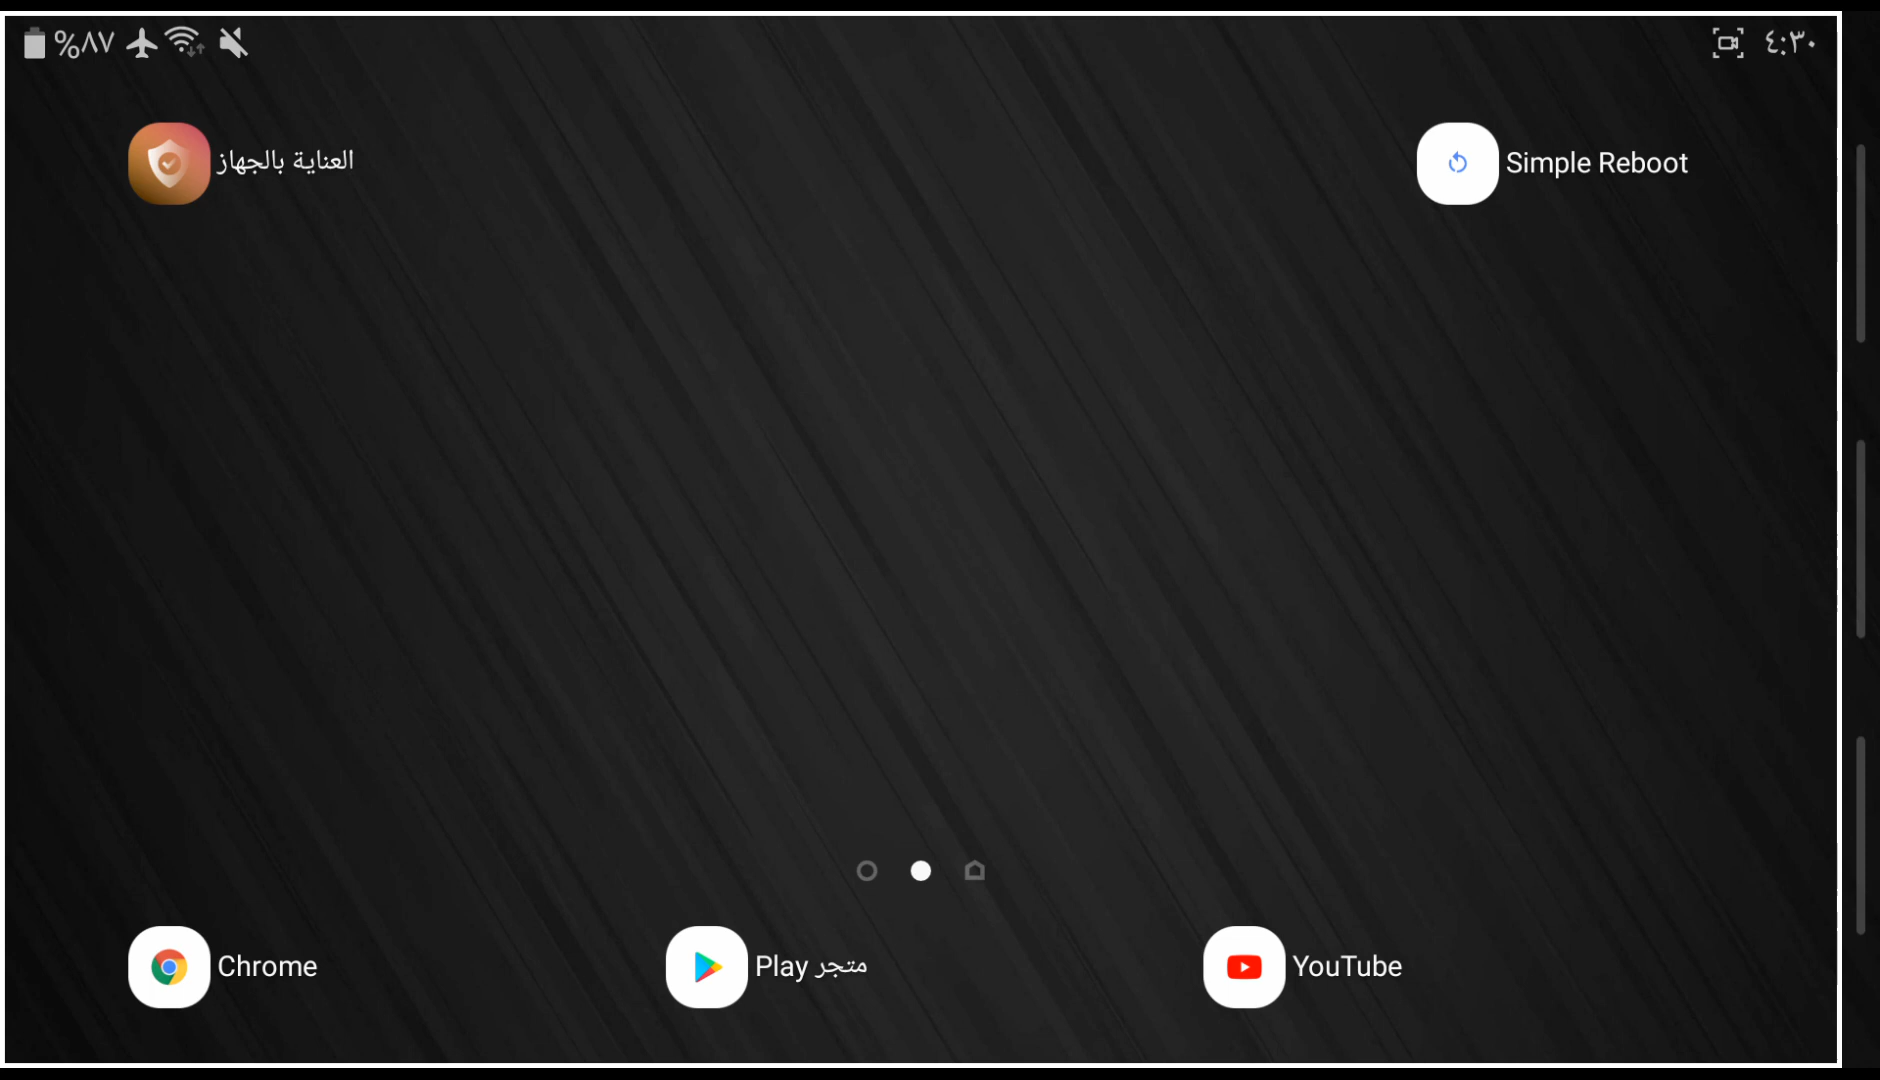 %٨٧
٤:٣٠
العناية بالجهاز
Simple Reboot
Chrome
متجر Play
YouTube